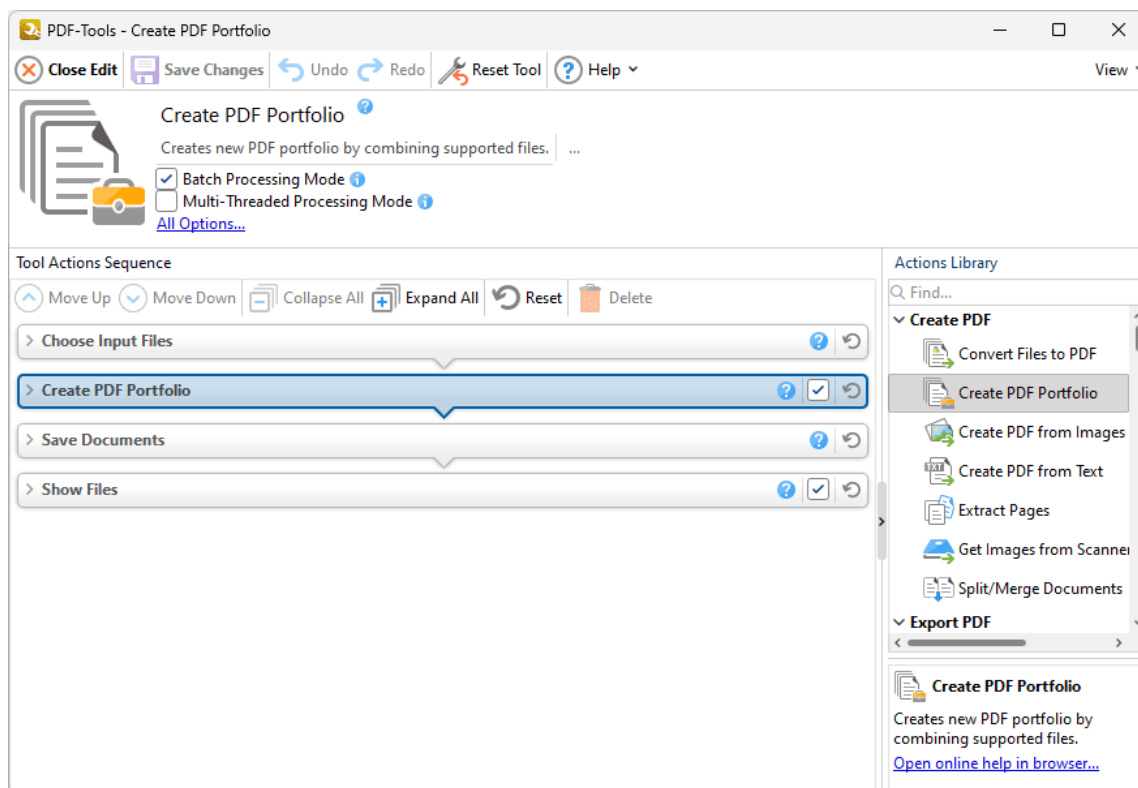 PDF-Tools - Create PDF Portfolio
Close Edit Save Changes Undo Redo Reset Tool ? Help View
Create PDF Portfolio ?
Creates new PDF portfolio by combining supported files. ...
Batch Processing Mode i
Multi-Threaded Processing Mode i
All Options...
Tool Actions Sequence
Move Up Move Down Collapse All Expand All Reset Delete
Choose Input Files ?
Create PDF Portfolio ?
Save Documents ?
Show Files ?
Actions Library
Find...
Create PDF
Convert Files to PDF
Create PDF Portfolio
Create PDF from Images
TXT Create PDF from Text
Extract Pages
Get Images from Scanner
Split/Merge Documents
Export PDF
Create PDF Portfolio
Creates new PDF portfolio by
combining supported files.
Open online help in browser...